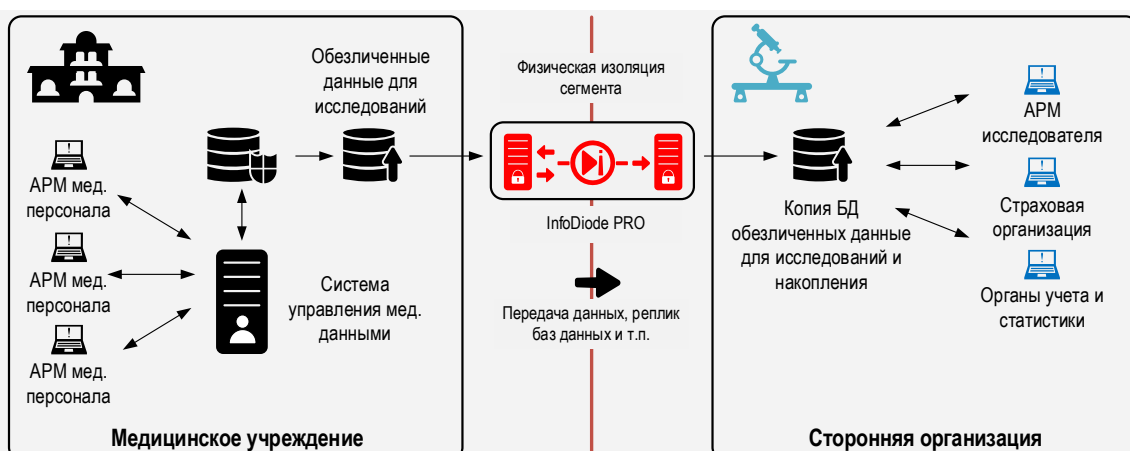 Обезличенные
данные для
исследований
АРМ мед.
персонала
АРМ мед.
персонала
АРМ мед.
персонала
Система
управления мед.
данными
Медицинское учреждение
Физическая изоляция
сегмента
InfoDiode PRO
Передача данных, реплик
баз данных и т.п.
Копия БД
обезличенных данные
для исследований и
накопления
АРМ
исследователя
Страховая
организация
Органы учета и
статистики
Сторонняя организация